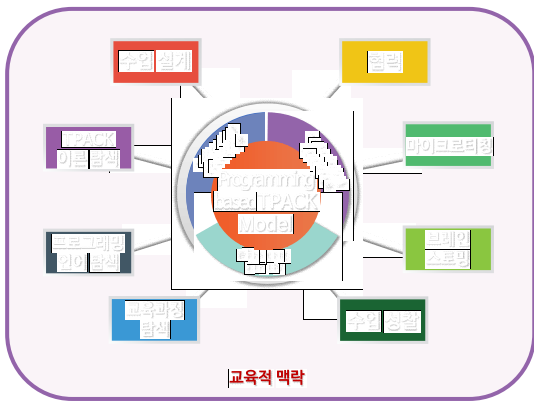 수업 설계
협력
TPACK
이론 탐색
마이크로티칭
Programming
based TPACK
Model
프로그래밍
언어 탐색
브레인
스토밍
교육과정
탐색
수업 성찰
교육적 맥락